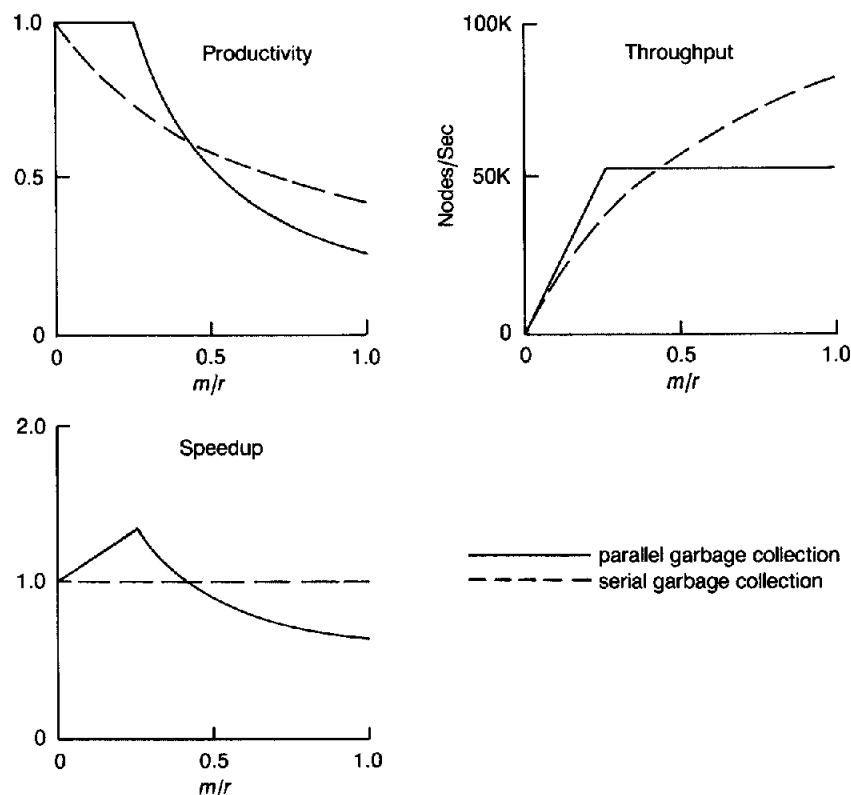 Productivity
1.0
0.5
0
0
0.5
1.0
m/r
Throughput
Nodes/Sec
100K
50K
0
0
0.5
1.0
m/r
Speedup
2.0
1.0
0
0
0.5
1.0
m/r
parallel garbage collection
serial garbage collection